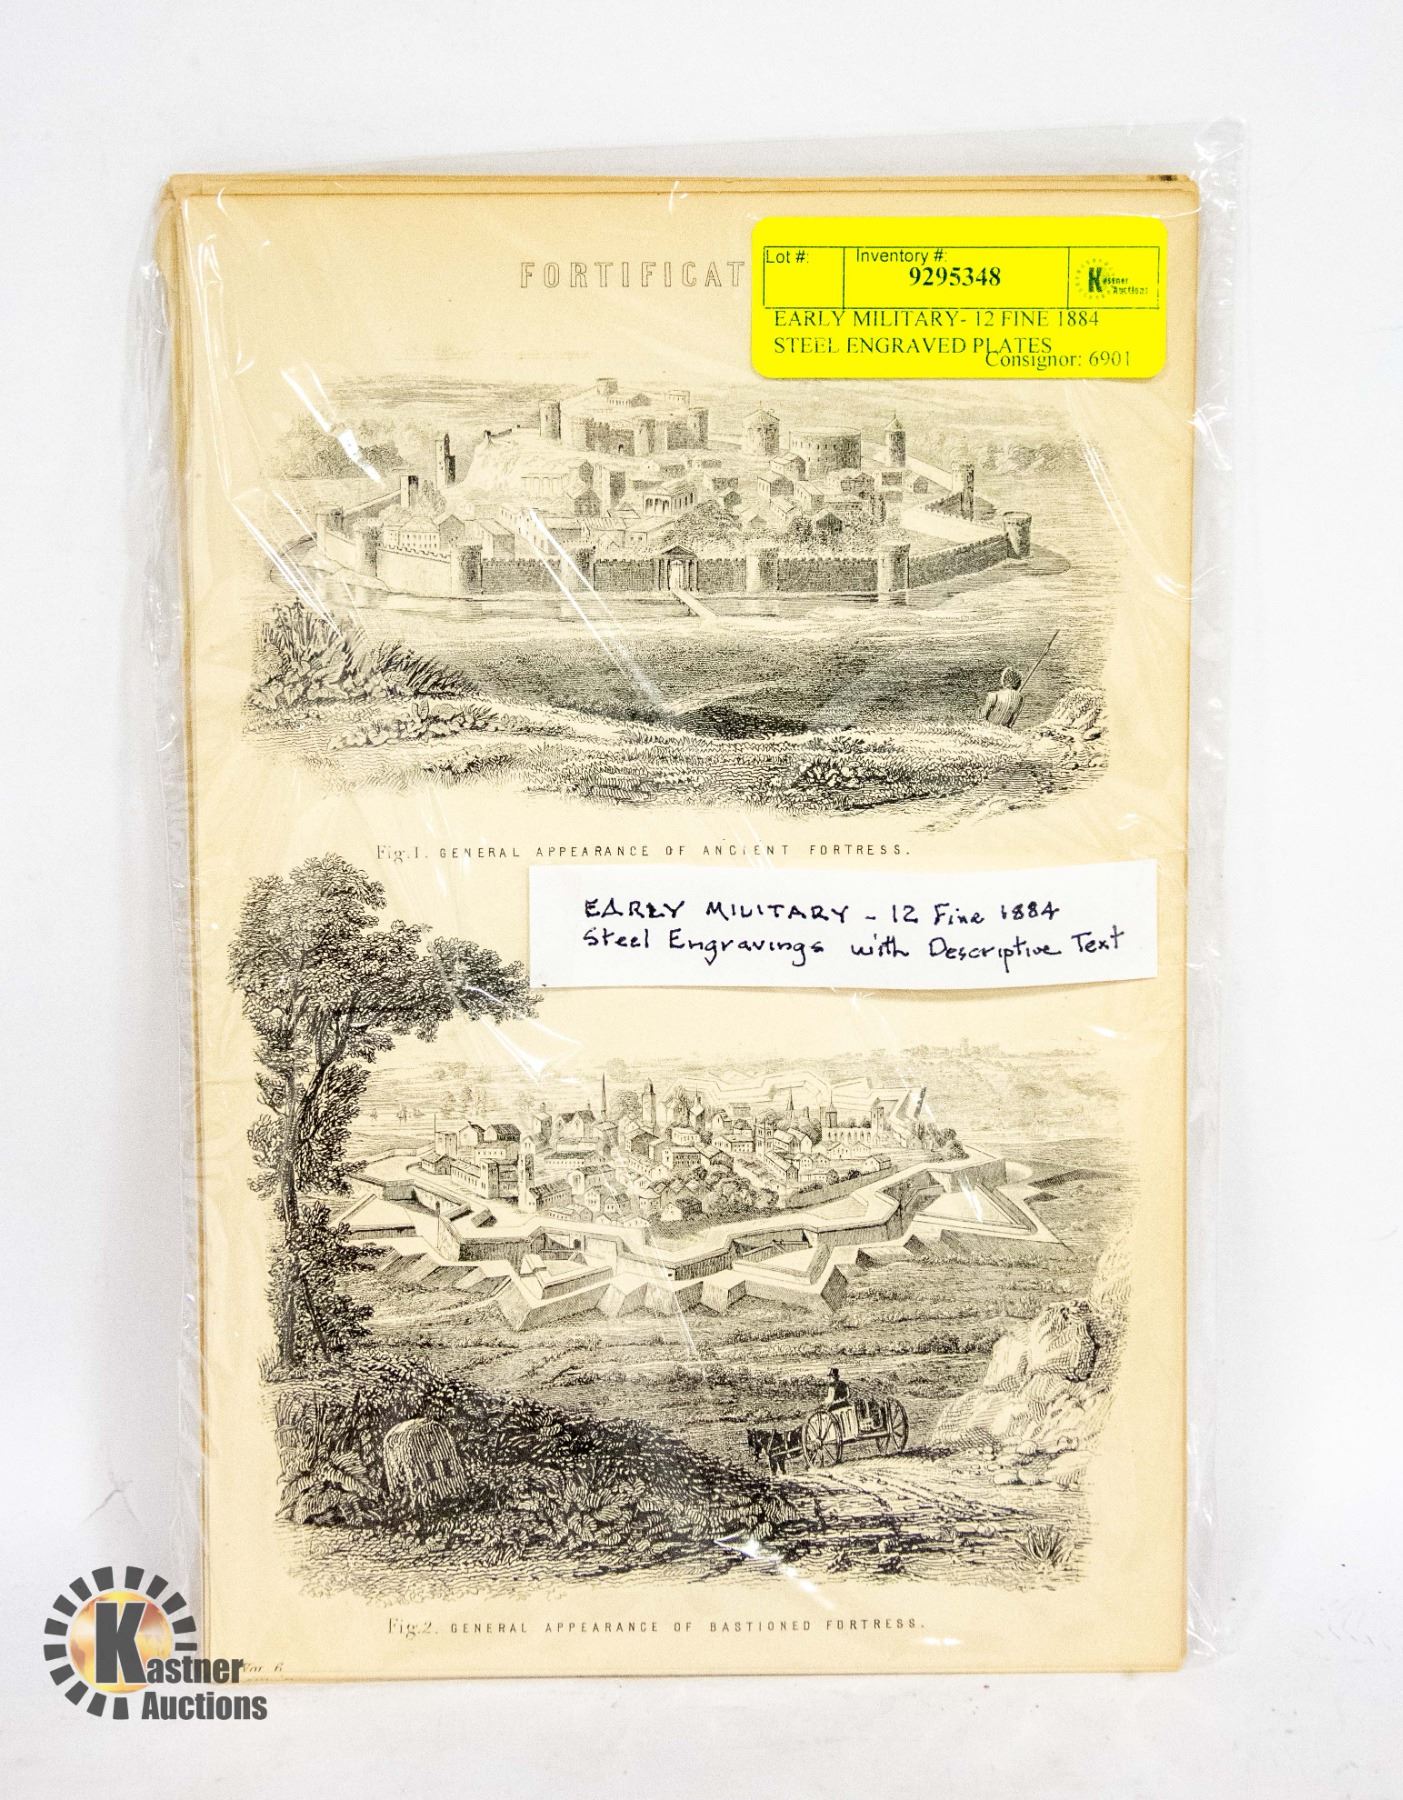 FORTIFICAT
Lot #:
Inventory #:
9295348
Kastner
Auctions
EARLY MILITARY- 12 FINE 1884
STEEL ENGRAVED PLATES
Consignor: 6901
Fig.1. GENERAL APPEARANCE OF ANCIENT FORTRESS.
EARLY MILITARY - 12 Fine 1884
Steel Engravings with Descriptive Text
Fig.2. GENERAL APPEARANCE OF BASTIONED FORTRESS.
Kastner
Auctions